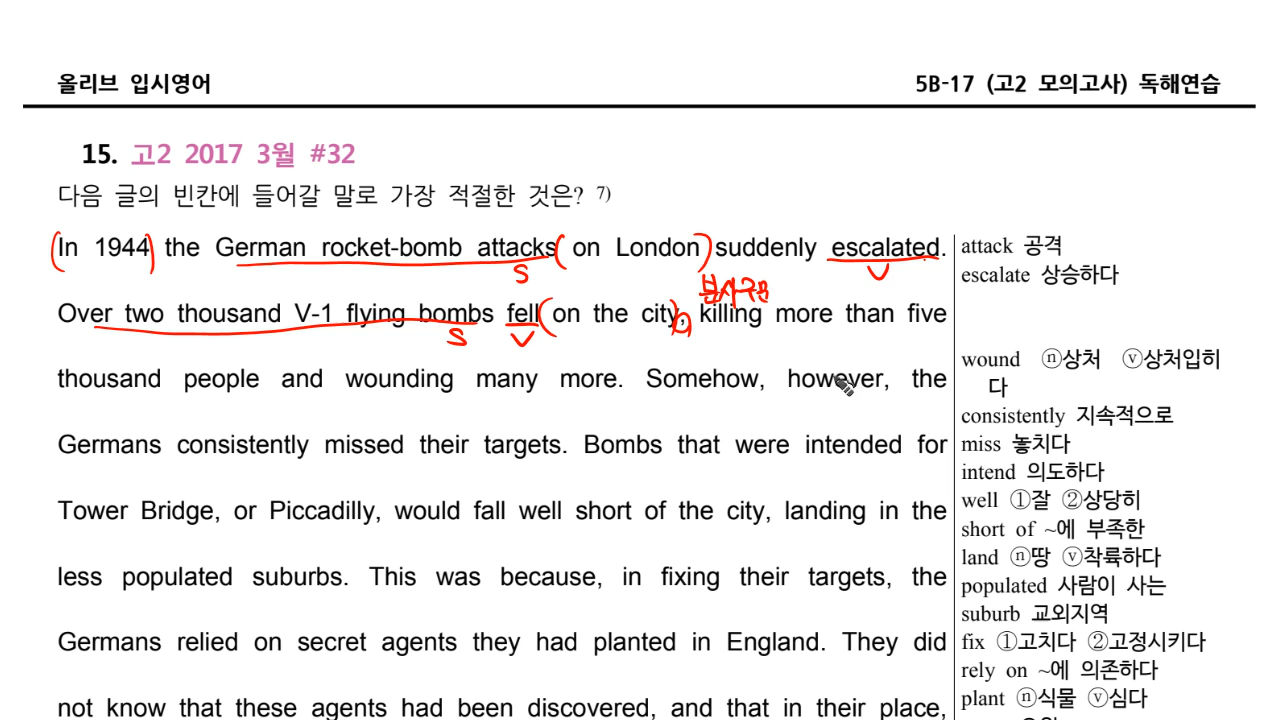 올리브 입시영어
5B-17 (고2 모의고사) 독해연습
15. 고2 2017 3월 #32
다음 글의 빈칸에 들어갈 말로 가장 적절한 것은? 7)
In 1944 the German rocket-bomb attacks on London suddenly escalated.
S
V
분사구문
Over two thousand V-1 flying bombs fell on the city, killing more than five
S
V
thousand people and wounding many more. Somehow, however, the
Germans consistently missed their targets. Bombs that were intended for
Tower Bridge, or Piccadilly, would fall well short of the city, landing in the
less populated suburbs. This was because, in fixing their targets, the
Germans relied on secret agents they had planted in England. They did
not know that these agents had been discovered, and that in their place,
attack 공격
escalate 상승하다
wound ⓝ상처 ⓥ상처입히
다
consistently 지속적으로
miss 놓치다
intend 의도하다
well ①잘 ②상당히
short of ~에 부족한
land ⓝ땅 ⓥ착륙하다
populated 사람이 사는
suburb 교외지역
fix ①고치다 ②고정시키다
rely on ~에 의존하다
plant ⓝ식물 ⓥ심다